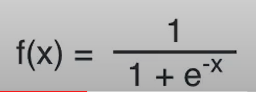 f(x) = 1 / (1 + e^-x)